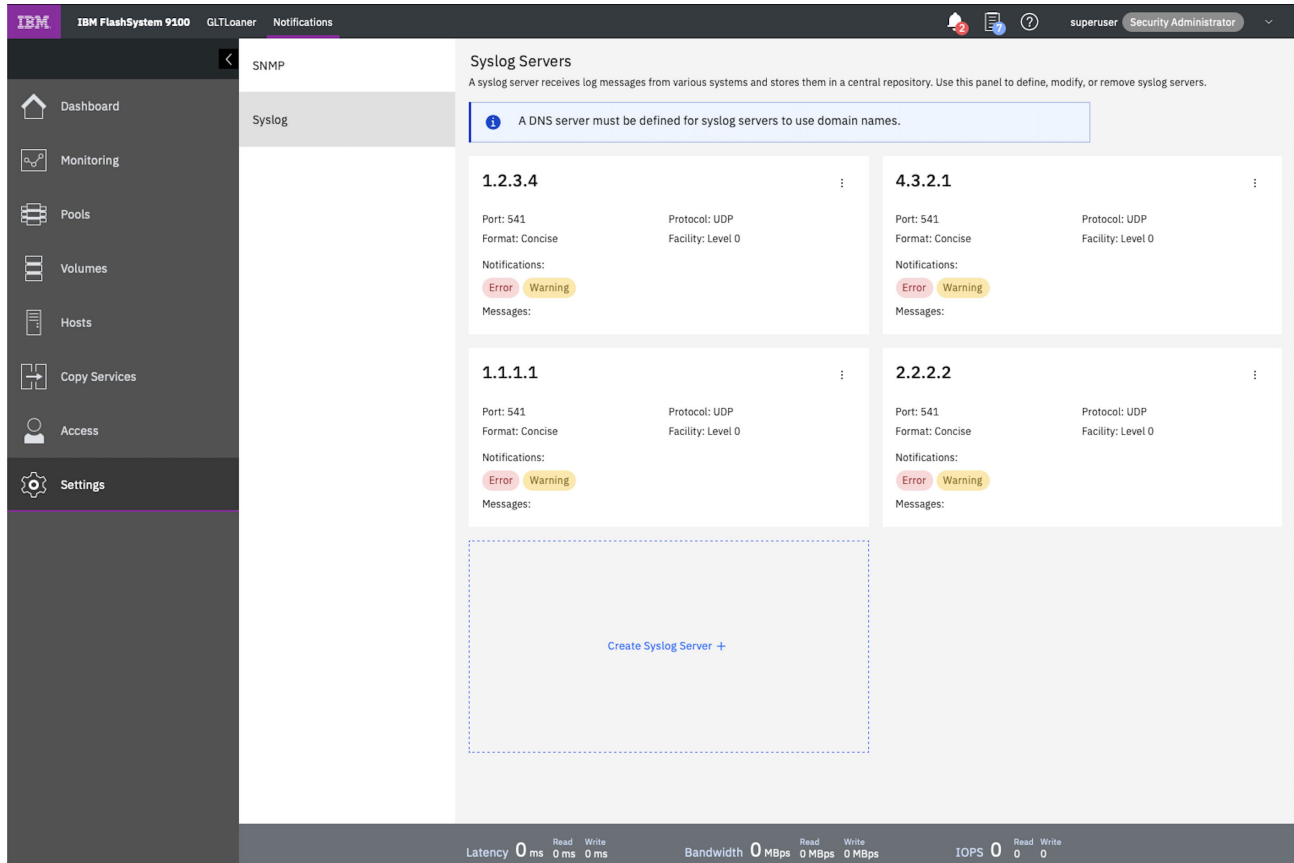 IBM IBM FlashSystem 9100 GLTLoaner Notifications 2 7 superuser Security Administrator
Dashboard
Monitoring
Pools
Volumes
Hosts
Copy Services
Access
Settings
SNMP
Syslog
Syslog Servers
A syslog server receives log messages from various systems and stores them in a central repository. Use this panel to define, modify, or remove syslog servers.
A DNS server must be defined for syslog servers to use domain names.
1.2.3.4
Port: 541 Protocol: UDP
Format: Concise Facility: Level 0
Notifications:
Error Warning
Messages:
4.3.2.1
Port: 541 Protocol: UDP
Format: Concise Facility: Level 0
Notifications:
Error Warning
Messages:
1.1.1.1
Port: 541 Protocol: UDP
Format: Concise Facility: Level 0
Notifications:
Error Warning
Messages:
2.2.2.2
Port: 541 Protocol: UDP
Format: Concise Facility: Level 0
Notifications:
Error Warning
Messages:
Create Syslog Server +
Latency 0 ms Read 0 ms Write 0 ms Bandwidth 0 MBps Read 0 MBps Write 0 MBps IOPS 0 Read 0 Write 0